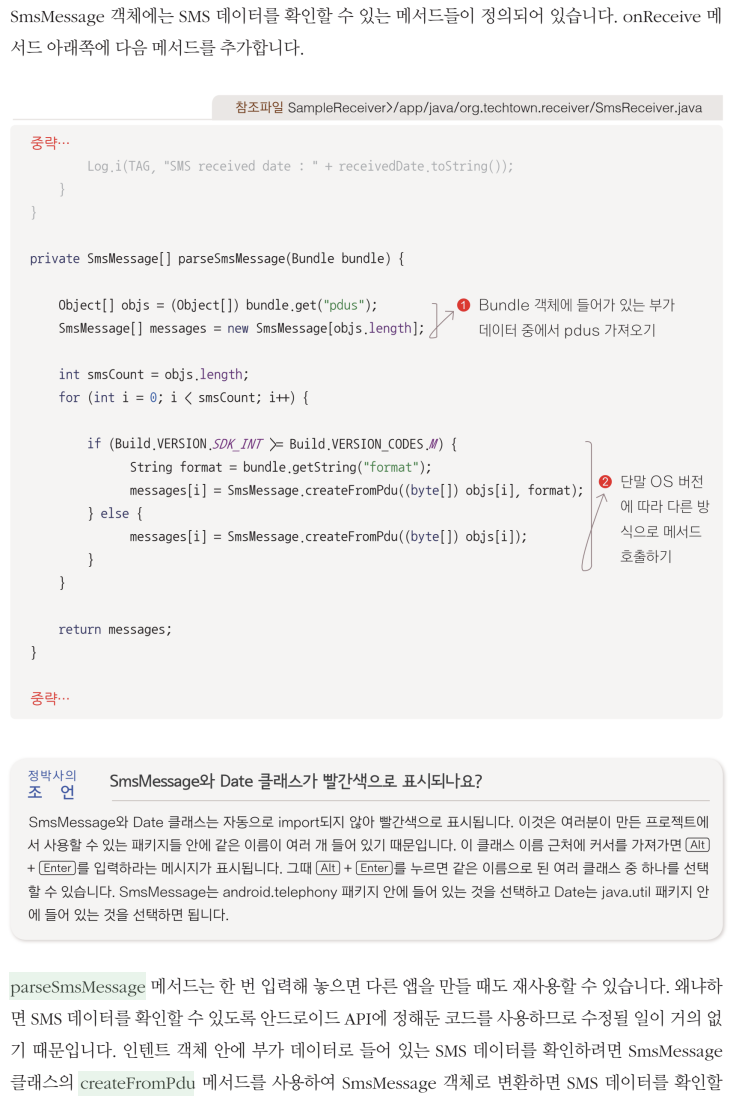 SmsMessage 객체에는 SMS 데이터를 확인할 수 있는 메서드들이 정의되어 있습니다. onReceive 메
서드 아래쪽에 다음 메서드를 추가합니다.
참조파일 SampleReceiver>/app/java/org.techtown.receiver/SmsReceiver.java
중략…
Log.i(TAG, "SMS received date : " + receivedDate.toString());
}
}
private SmsMessage[] parseSmsMessage(Bundle bundle) {
Object[] objs = (Object[]) bundle.get("pdus");
SmsMessage[] messages = new SmsMessage[objs.length];
❶ Bundle 객체에 들어가 있는 부가
데이터 중에서 pdus 가져오기
int smsCount = objs.length;
for (int i = 0; i < smsCount; i++) {
if (Build.VERSION.SDK_INT >= Build.VERSION_CODES.M) {
String format = bundle.getString("format");
messages[i] = SmsMessage.createFromPdu((byte[]) objs[i], format);
} else {
messages[i] = SmsMessage.createFromPdu((byte[]) objs[i]);
}
}
❷ 단말 OS 버전
에 따라 다른 방
식으로 메서드
호출하기
return messages;
}
중략…
정박사의
조 언
SmsMessage와 Date 클래스가 빨간색으로 표시되나요?
SmsMessage와 Date 클래스는 자동으로 import되지 않아 빨간색으로 표시됩니다. 이것은 여러분이 만든 프로젝트에
서 사용할 수 있는 패키지들 안에 같은 이름이 여러 개 들어 있기 때문입니다. 이 클래스 이름 근처에 커서를 가져가면 Alt
+ Enter를 입력하라는 메시지가 표시됩니다. 그때 Alt + Enter를 누르면 같은 이름으로 된 여러 클래스 중 하나를 선택
할 수 있습니다. SmsMessage는 android.telephony 패키지 안에 들어 있는 것을 선택하고 Date는 java.util 패키지 안
에 들어 있는 것을 선택하면 됩니다.
parseSmsMessage 메서드는 한 번 입력해 놓으면 다른 앱을 만들 때도 재사용할 수 있습니다. 왜냐하
면 SMS 데이터를 확인할 수 있도록 안드로이드 API에 정해둔 코드를 사용하므로 수정될 일이 거의 없
기 때문입니다. 인텐트 객체 안에 부가 데이터로 들어 있는 SMS 데이터를 확인하려면 SmsMessage
클래스의 createFromPdu 메서드를 사용하여 SmsMessage 객체로 변환하면 SMS 데이터를 확인할